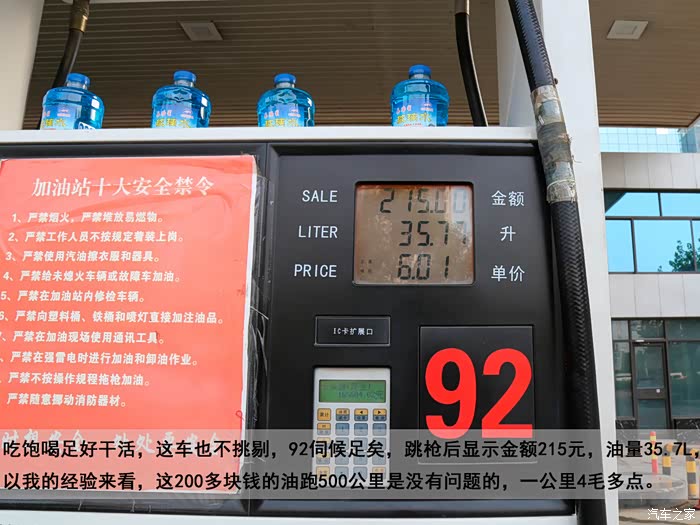 加油站十大安全禁令
1、严禁烟火，严禁堆放易燃物。
2、严禁工作人员不按规定着装上岗。
3、严禁使用汽油擦衣服和器具。
4、严禁给未熄火车辆或故障车加油。
5、严禁在加油站内修检车辆。
6、严禁向塑料桶、铁桶和喷灯直接加注油品。
、严禁在加油现场使用通讯工具。
、严禁在强雷电时进行加油和卸油作业。
、严禁不按操作规程拖枪加油。
严禁随意挪动消防器材。
SALE 215.00 金额
LITER 35.77 升
PRICE 6.01 单价
IC卡扩展口
92
吃饱喝足好干活，这车也不挑剔，92伺候足矣，跳枪后显示金额215元，油量35.7L，
以我的经验来看，这200多块钱的油跑500公里是没有问题的，一公里4毛多点。
汽车之家